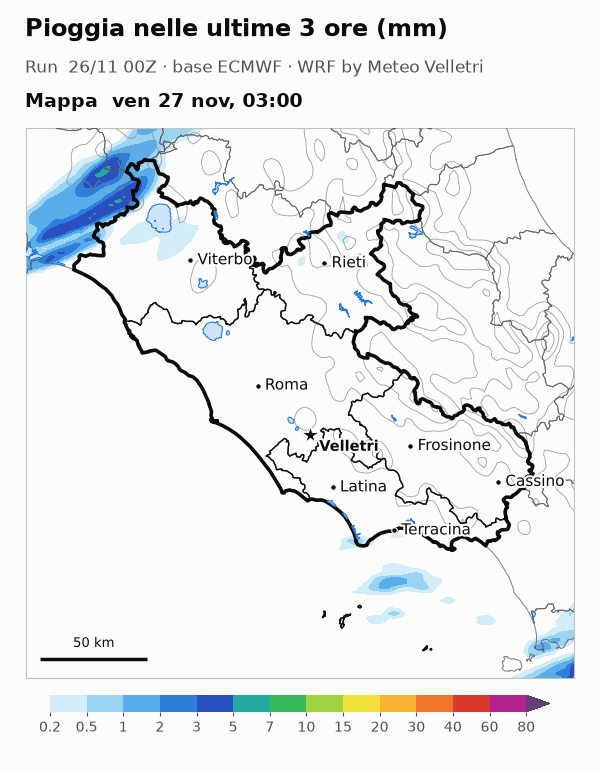 Pioggia nelle ultime 3 ore (mm)
Run  26/11 00Z · base ECMWF · WRF by Meteo Velletri
Mappa  ven 27 nov, 03:00
Viterbo
Rieti
Roma
Velletri
Frosinone
Latina
Cassino
Terracina
50 km
0.2 0.5 1 2 3 5 7 10 15 20 30 40 60 80